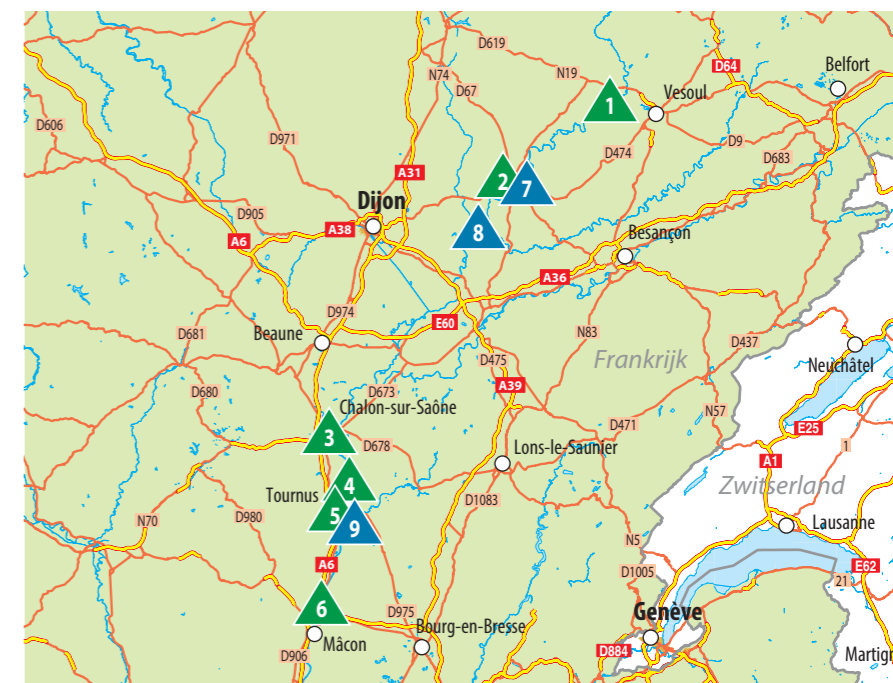 D619
N74
N19
D64
Belfort
D67
1
Vesoul
D606
D971
D474
D9
D683
A31
2
7
Dijon
D905
A38
8
A6
Besançon
A36
D974
E60
Beaune
N83
D681
D475
Frankrijk
D437
Neuchâtel
A39
D680
D673
Chalon-sur-Saône
N57
3
D678
D471
E25
1
Lons-le-Saunier
A1
4
Zwitserland
Tournus
D1083
5
9
N70
D980
Lausanne
N5
A6
E62
D1005
21
6
D975
Genève
Bourg-en-Bresse
Mâcon
D906
D884
Martig